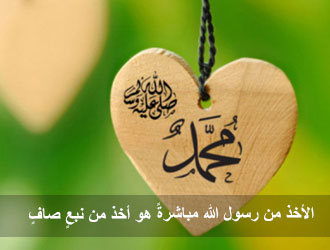 صلى الله عليه وسلم
محمد
الأخذ من رسول الله مباشرةً هو أخذ من نبعٍ صافٍ